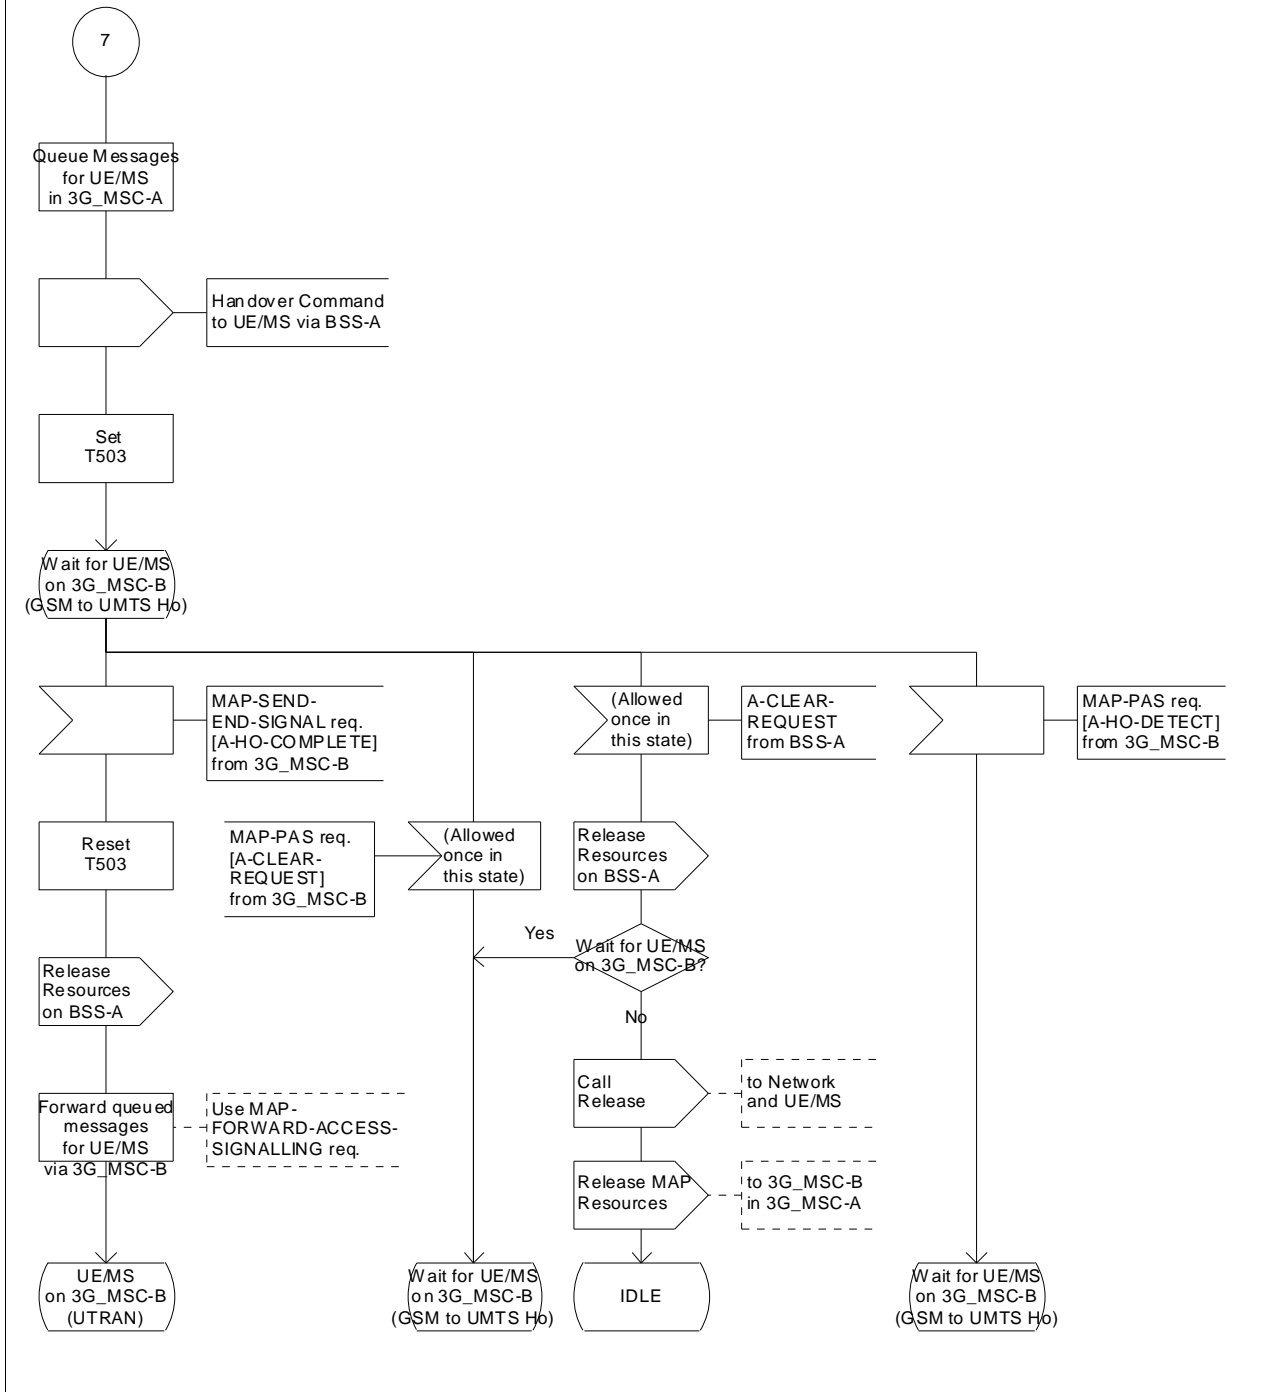 7
Queue Messages
for UE/MS
in 3G_MSC-A
Handover Command
to UE/MS via BSS-A
Set
T503
Wait for UE/MS
on 3G_MSC-B
(GSM to UMTS Ho)
MAP-SEND-
END-SIGNAL req.
[A-HO-COMPLETE]
from 3G_MSC-B
(Allowed
once in
this state)
A-CLEAR-
REQUEST
from BSS-A
MAP-PAS req.
[A-HO-DETECT]
from 3G_MSC-B
Reset
T503
MAP-PAS req.
[A-CLEAR-
REQUEST]
from 3G_MSC-B
(Allowed
once in
this state)
Release
Resources
on BSS-A
Yes
Wait for UE/MS
on 3G_MSC-B?
No
Release
Resources
on BSS-A
Forward queued
messages
for UE/MS
via 3G_MSC-B
Use MAP-
FORWARD-ACCESS-
SIGNALLING req.
Call
Release
to Network
and UE/MS
Release MAP
Resources
to 3G_MSC-B
in 3G_MSC-A
UE/MS
on 3G_MSC-B
(UTRAN)
Wait for UE/MS
on 3G_MSC-B
(GSM to UMTS Ho)
IDLE
Wait for UE/MS
on 3G_MSC-B
(GSM to UMTS Ho)